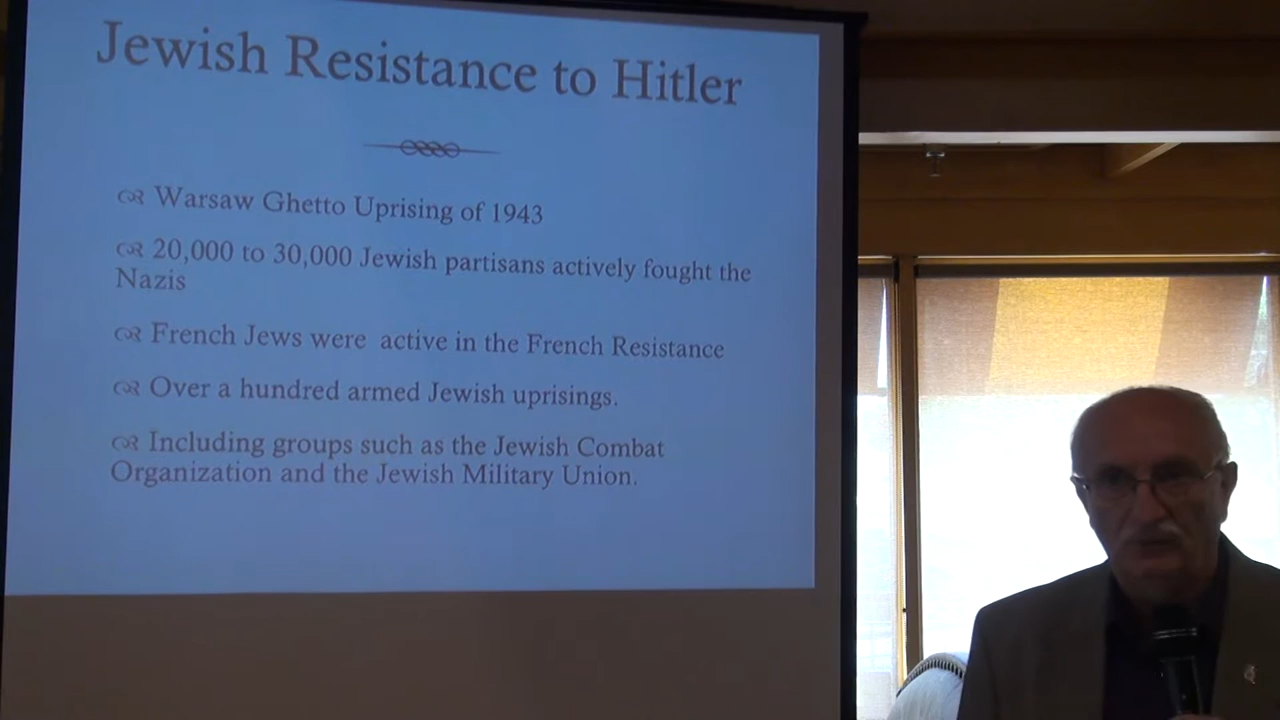 Jewish Resistance to Hitler
Warsaw Ghetto Uprising of 1943
20,000 to 30,000 Jewish partisans actively fought the
Nazis
French Jews were  active in the French Resistance
Over a hundred armed Jewish uprisings.
Including groups such as the Jewish Combat
Organization and the Jewish Military Union.